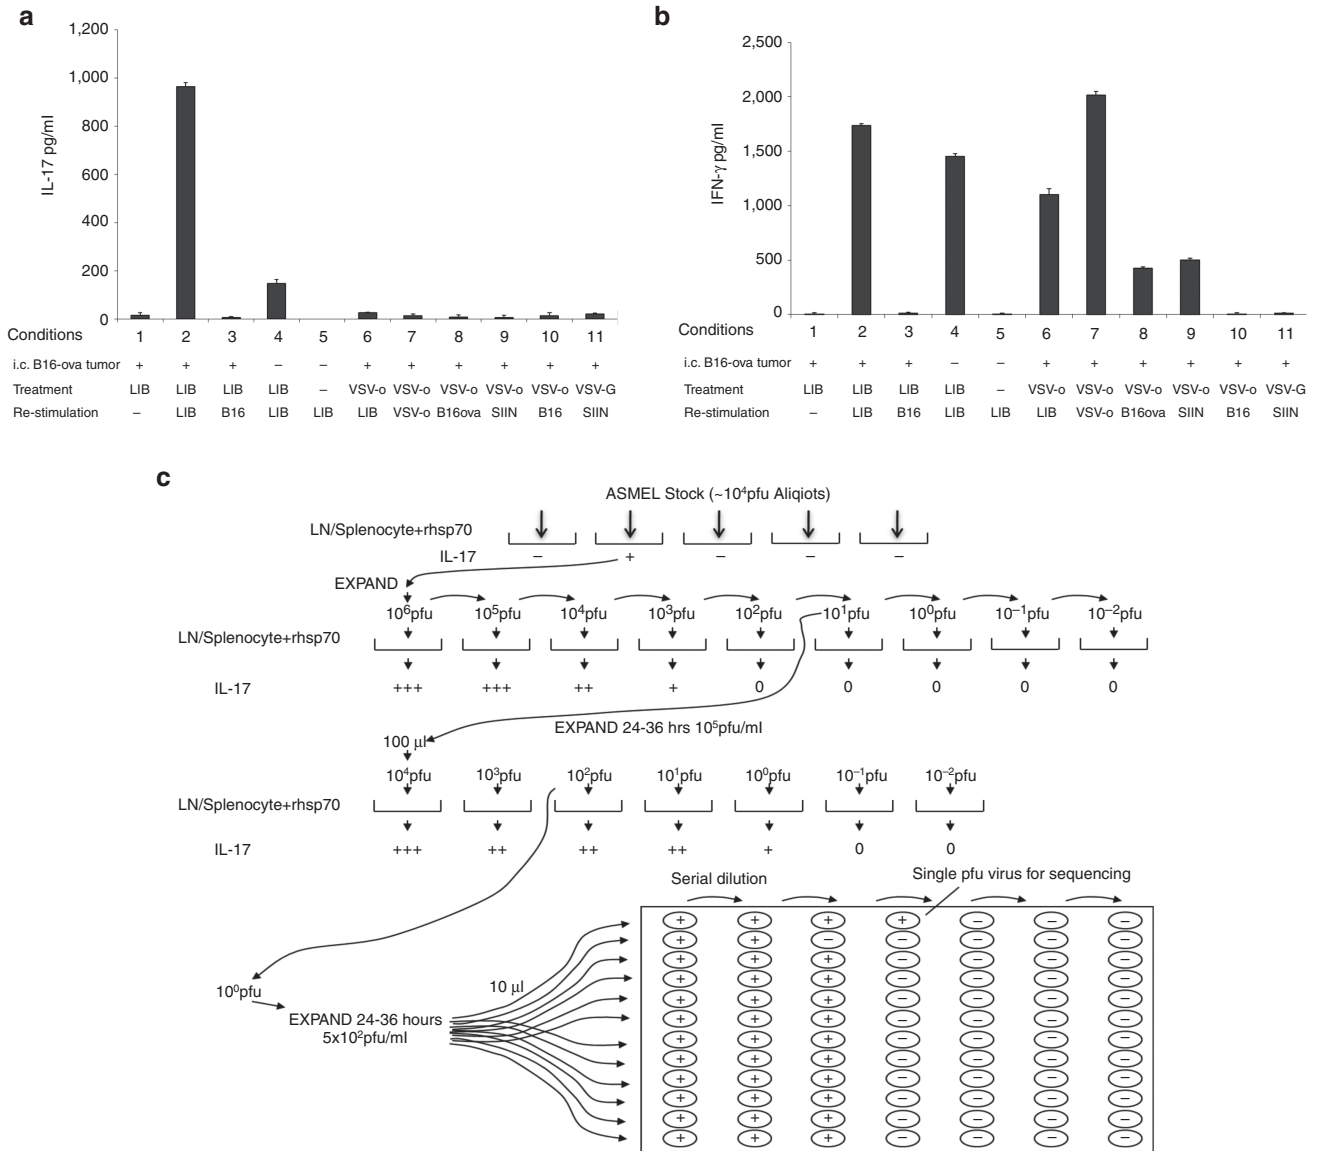 a
1,200
1,000
800
600
400
200
0
IL-17 pg/ml
Conditions 1 2 3 4 5 6 7 8 9 10 11
i.c. B16-ova tumor + + + – – + + + + + +
Treatment LIB LIB LIB LIB – VSV-o VSV-o VSV-o VSV-o VSV-o VSV-G
Re-stimulation – LIB B16 LIB LIB LIB VSV-o B16ova SIIN B16 SIIN
b
2,500
2,000
1,500
1,000
500
0
IFN-γ pg/ml
Conditions 1 2 3 4 5 6 7 8 9 10 11
i.c. B16-ova tumor + + + – – + + + + + +
Treatment LIB LIB LIB LIB – VSV-o VSV-o VSV-o VSV-o VSV-o VSV-G
Re-stimulation – LIB B16 LIB LIB LIB VSV-o B16ova SIIN B16 SIIN
c
ASMEL Stock (~10⁴pfu Aliqiots)
LN/Splenocyte+rhsp70
IL-17 – + – – –
EXPAND
10⁶pfu 10⁵pfu 10⁴pfu 10³pfu 10²pfu 10¹pfu 10⁰pfu 10⁻¹pfu 10⁻²pfu
LN/Splenocyte+rhsp70
IL-17 +++ +++ ++ + 0 0 0 0 0
EXPAND 24-36 hrs 10⁵pfu/ml
100 µl
10⁴pfu 10³pfu 10²pfu 10¹pfu 10⁰pfu 10⁻¹pfu 10⁻²pfu
LN/Splenocyte+rhsp70
IL-17 +++ ++ ++ ++ + 0 0
Serial dilution
Single pfu virus for sequencing
10⁰pfu
EXPAND 24-36 hours
5x10²pfu/ml
10 µl
+ + + + – – –
+ + – – – – –
+ + + – – – –
+ + + – – – –
+ + + – – – –
+ + + – – – –
+ + + – – – –
+ + + – – – –
+ + + – – – –
+ + + – – – –
+ + + – – – –
+ + + – – – –